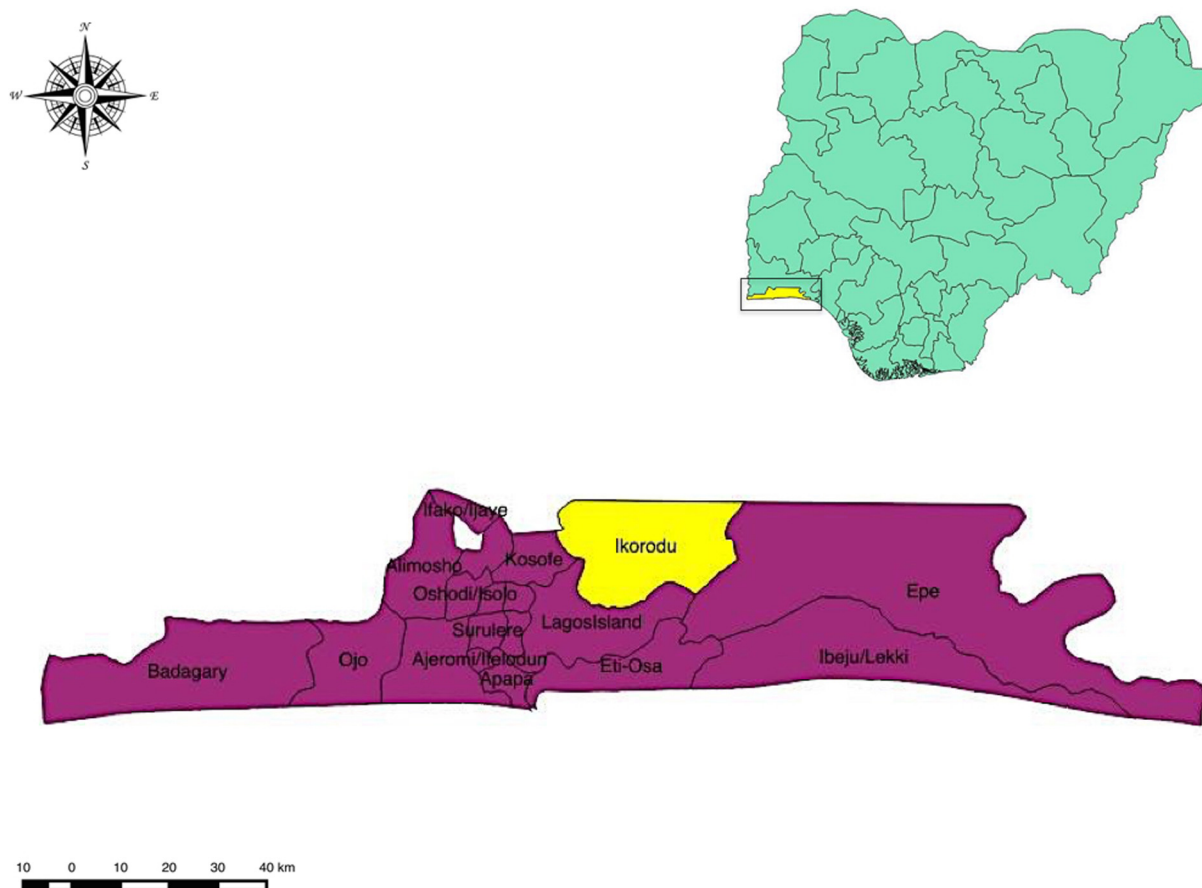 N
W E
S
Ifako/Ijaye
Ikorodu
Kosofe
Alimosho
Epe
Oshodi/Isolo
LagosIsland
Surulere
Ibeju/Lekki
Ojo
Ajeromi/Ifelodun
Eti-Osa
Badagary
Apapa
10 0 10 20 30 40 km